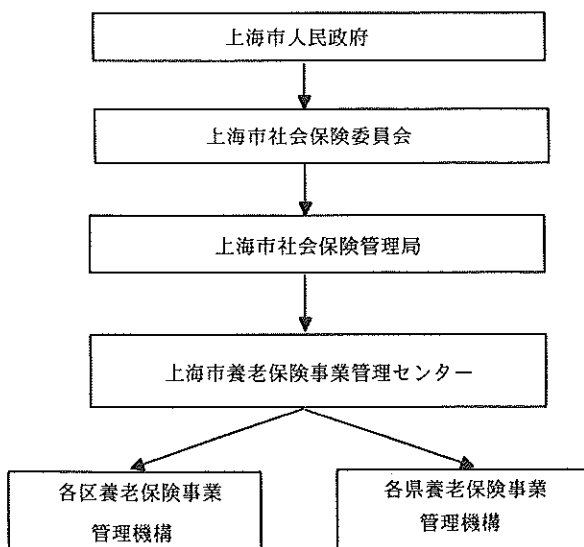 上海市人民政府
上海市社会保険委員会
上海市社会保険管理局
上海市養老保険事業管理センター
各区養老保険事業
管理機構
各県養老保険事業
管理機構